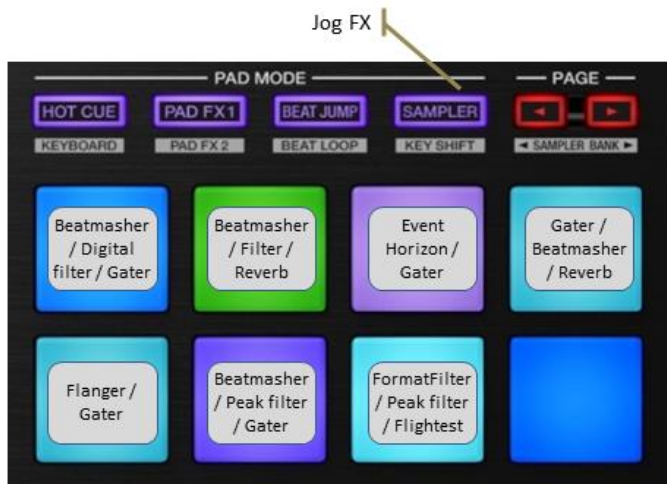 Jog FX
PAD MODE
PAGE
HOT CUE
PAD FX1
BEAT JUMP
SAMPLER
◄
►
KEYBOARD
PAD FX 2
BEAT LOOP
KEY SHIFT
◄ SAMPLER BANK ►
Beatmasher
/ Digital
filter / Gater
Beatmasher
/ Filter /
Reverb
Event
Horizon /
Gater
Gater /
Beatmasher
/ Reverb
Flanger /
Gater
Beatmasher
/ Peak filter
/ Gater
FormatFilter
/ Peak filter
/ Flightest